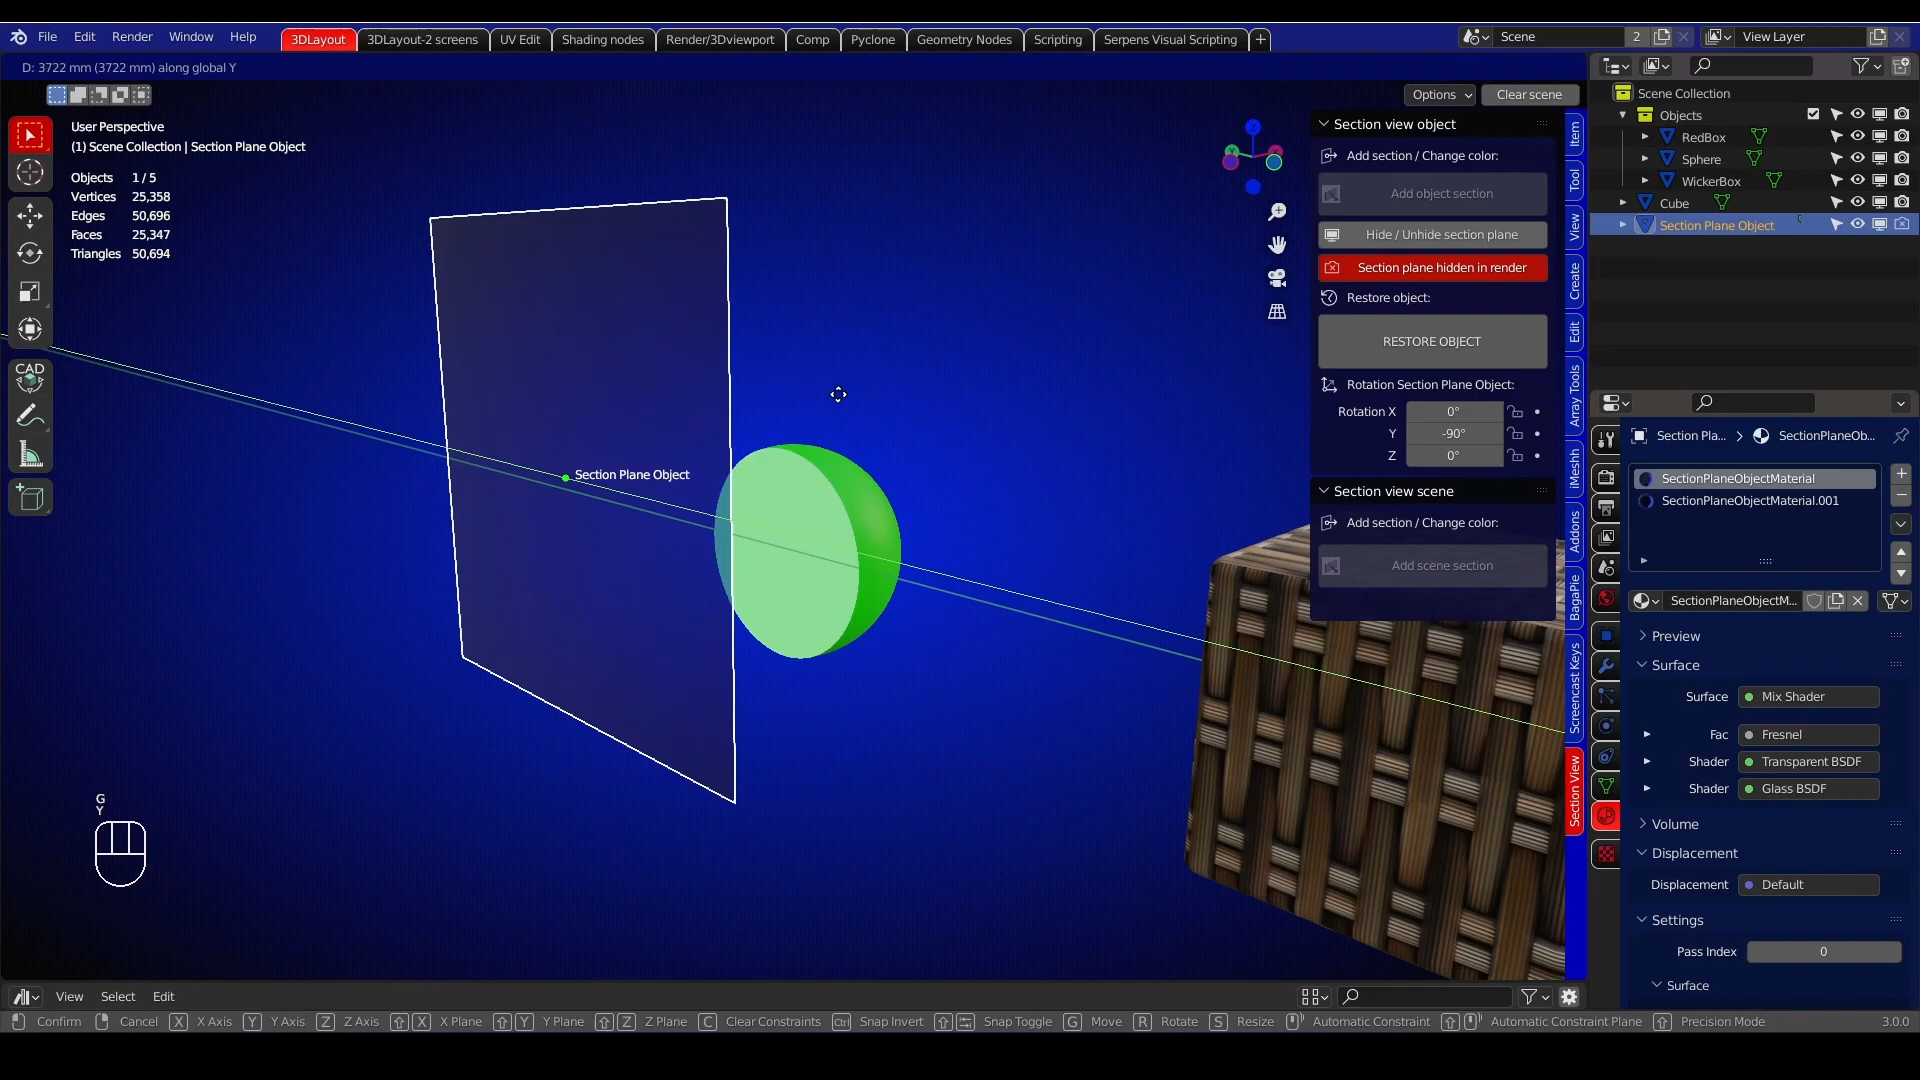 File Edit Render Window Help 3DLayout 3DLayout-2 screens UV Edit Shading nodes Render/3Dviewport Comp Pyclone Geometry Nodes Scripting Serpens Visual Scripting + Scene 2 View Layer
D: 3722 mm (3722 mm) along global Y
Options Clear scene
User Perspective
(1) Scene Collection | Section Plane Object
Objects 1 / 5
Vertices 25,358
Edges 50,696
Faces 25,347
Triangles 50,694
CAD
Section Plane Object
G
Y
Z
Section view object
Add section / Change color:
Add object section
Hide / Unhide section plane
Section plane hidden in render
Restore object:
RESTORE OBJECT
Rotation Section Plane Object:
Rotation X 0°
Y -90°
Z 0°
Section view scene
Add section / Change color:
Add scene section
Item
Tool
View
Create
Edit
Array Tools
iMeshh
Addons
BagaPie
Screencast Keys
Section View
Scene Collection
Objects
RedBox
Sphere
WickerBox
Cube
Section Plane Object
Section Pla... > SectionPlaneOb...
SectionPlaneObjectMaterial
SectionPlaneObjectMaterial.001
SectionPlaneObjectM...
Preview
Surface
Surface Mix Shader
Fac Fresnel
Shader Transparent BSDF
Shader Glass BSDF
Volume
Displacement
Displacement Default
Settings
Pass Index 0
Surface
View Select Edit
Confirm Cancel X X Axis Y Y Axis Z Z Axis X X Plane Y Y Plane Z Z Plane C Clear Constraints Ctrl Snap Invert Snap Toggle G Move R Rotate S Resize Automatic Constraint Automatic Constraint Plane Precision Mode 3.0.0